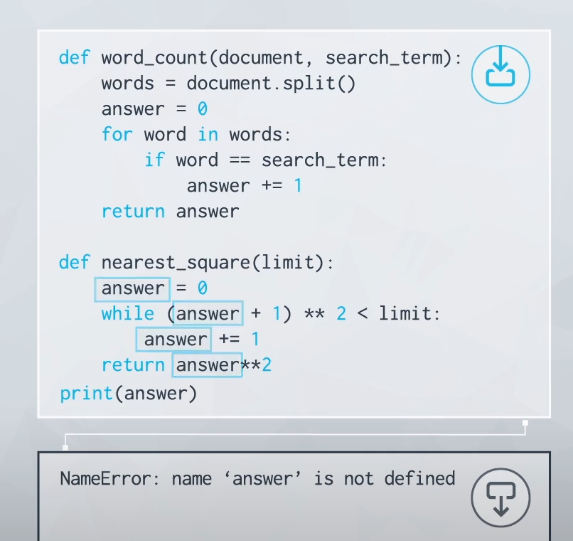 def word_count(document, search_term):
    words = document.split()
    answer = 0
    for word in words:
        if word == search_term:
            answer += 1
    return answer
def nearest_square(limit):
    answer = 0
    while (answer + 1) ** 2 < limit:
        answer += 1
    return answer**2
print(answer)
NameError: name ‘answer’ is not defined